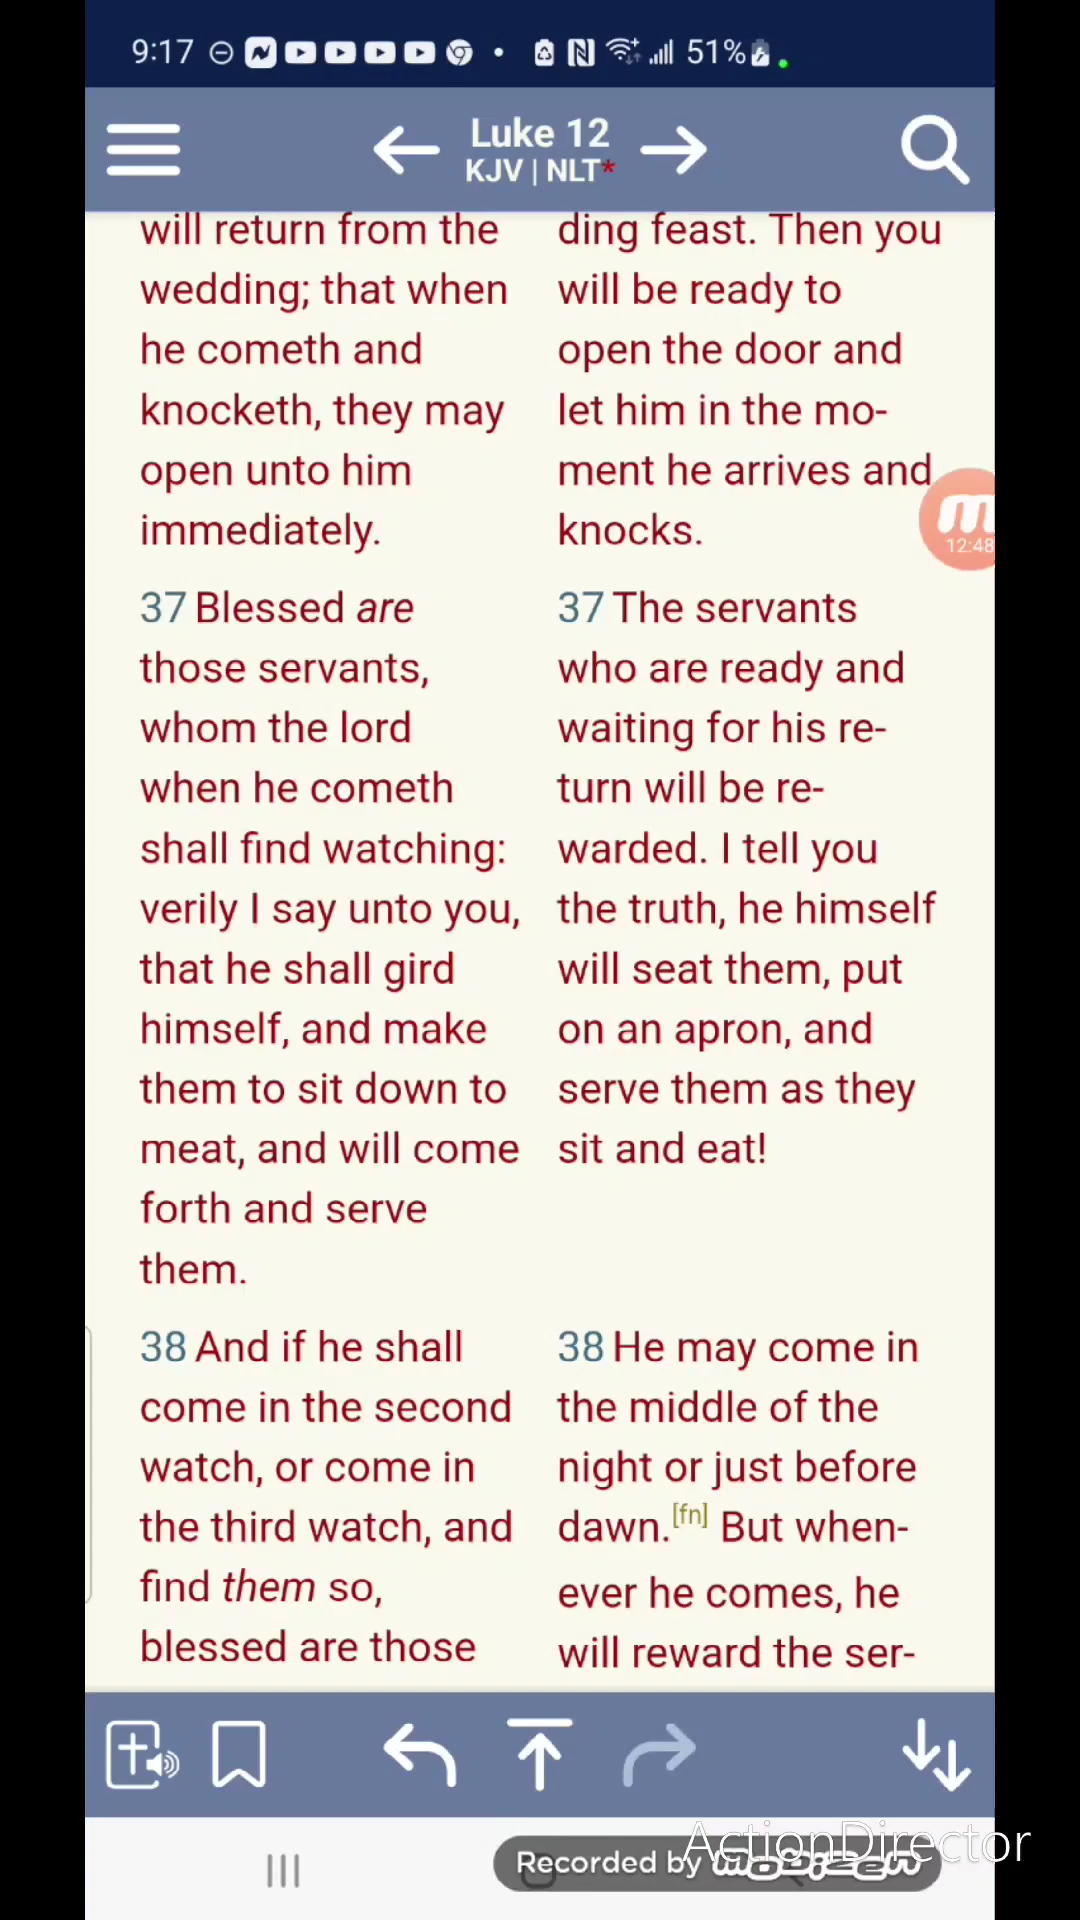 9:17
51%
Luke 12
KJV | NLT*
will return from the
wedding; that when
he cometh and
knocketh, they may
open unto him
immediately.
37 Blessed are
those servants,
whom the lord
when he cometh
shall find watching:
verily I say unto you,
that he shall gird
himself, and make
them to sit down to
meat, and will come
forth and serve
them.
38 And if he shall
come in the second
watch, or come in
the third watch, and
find them so,
blessed are those
ding feast. Then you
will be ready to
open the door and
let him in the mo-
ment he arrives and
knocks.
37 The servants
who are ready and
waiting for his re-
turn will be re-
warded. I tell you
the truth, he himself
will seat them, put
on an apron, and
serve them as they
sit and eat!
38 He may come in
the middle of the
night or just before
dawn.[fn] But when-
ever he comes, he
will reward the ser-
12:48
ActionDirector
Recorded by mobizen